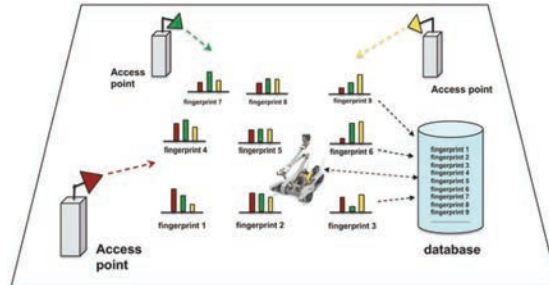 Access
point
Access point
fingerprint 7
fingerprint 8
fingerprint 9
fingerprint 4
fingerprint 5
fingerprint 6
fingerprint 1
fingerprint 2
fingerprint 3
Access
point
fingerprint 1
fingerprint 2
fingerprint 3
fingerprint 4
fingerprint 5
fingerprint 6
fingerprint 7
fingerprint 8
fingerprint 9
database